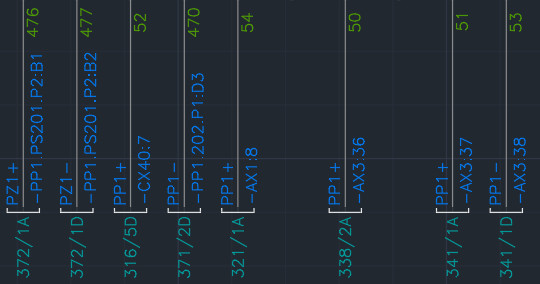 476
PZ1+
-PP1.PS201.P2:B1
372/1A
477
PZ1-
-PP1.PS201.P2:B2
372/1D
52
PP1+
-CX40:7
316/5D
470
PP1-
-PP1.202.P1:D3
371/2D
54
PP1+
-AX1:8
321/1A
50
PP1+
-AX3:36
338/2A
51
PP1+
-AX3:37
341/1A
53
PP1-
-AX3:38
341/1D